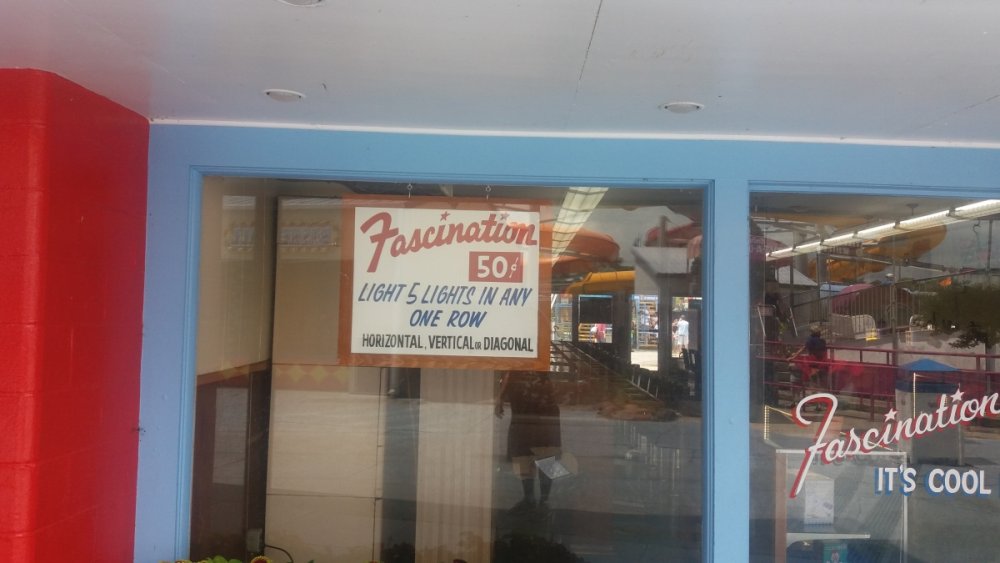 Fascination
50¢
LIGHT 5 LIGHTS IN ANY
ONE ROW
HORIZONTAL, VERTICAL OR DIAGONAL
Fascination
IT'S COOL